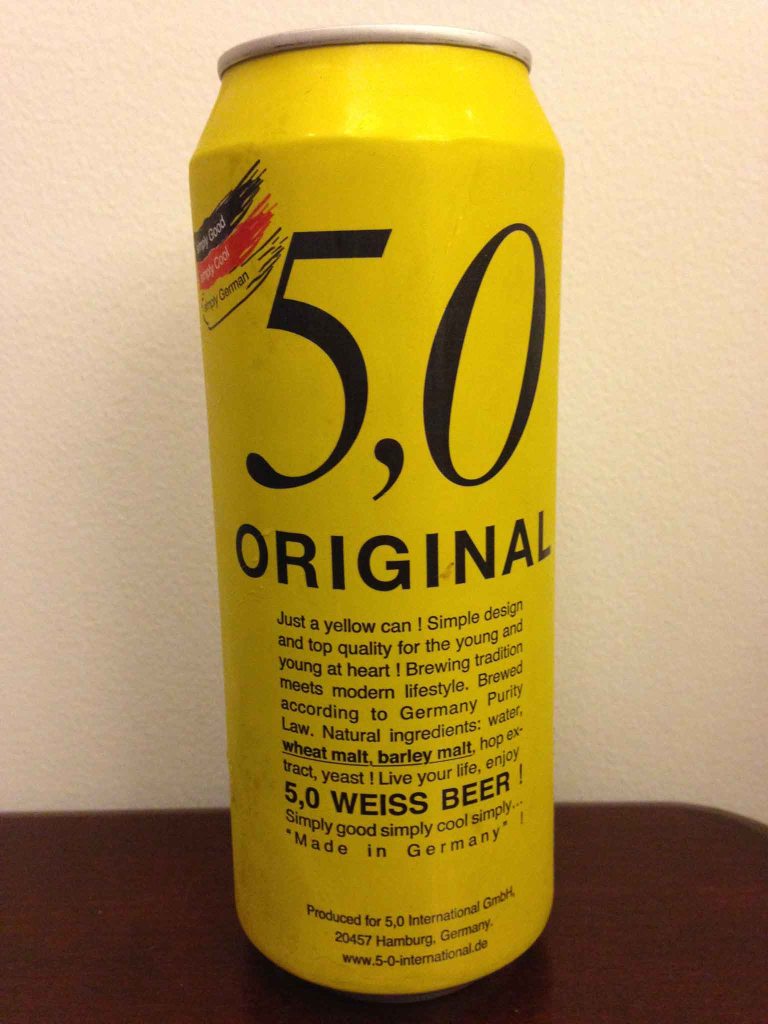 Simply Good
Simply Cool
Simply German
5,0
ORIGINAL
Just a yellow can ! Simple design
and top quality for the young and
young at heart ! Brewing tradition
meets modern lifestyle. Brewed
according to Germany Purity
Law. Natural ingredients: water,
wheat malt, barley malt, hop ex-
tract, yeast ! Live your life, enjoy
5,0 WEISS BEER !
Simply good simply cool simply...
"Made in Germany" !
Produced for 5,0 International GmbH,
20457 Hamburg, Germany.
www.5-0-international.de